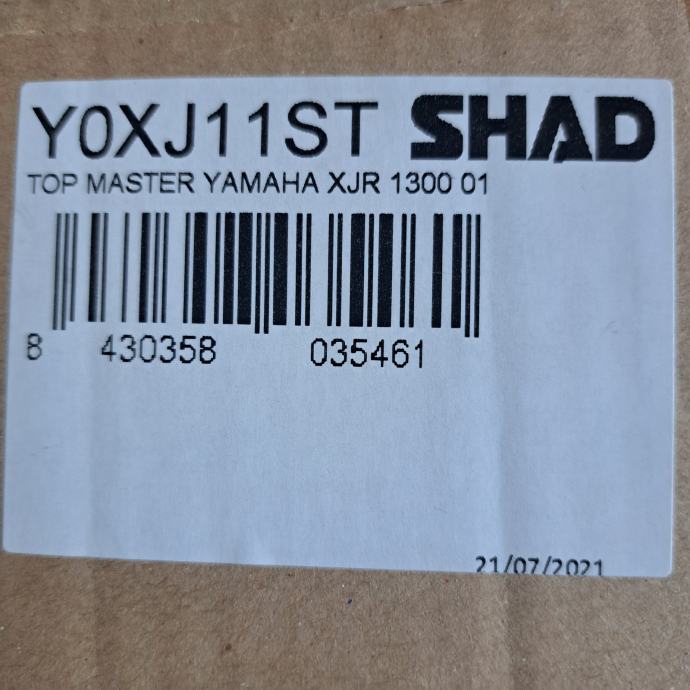 Y0XJ11ST SHAD
TOP MASTER YAMAHA XJR 1300 01
8 430358 035461
21/07/2021